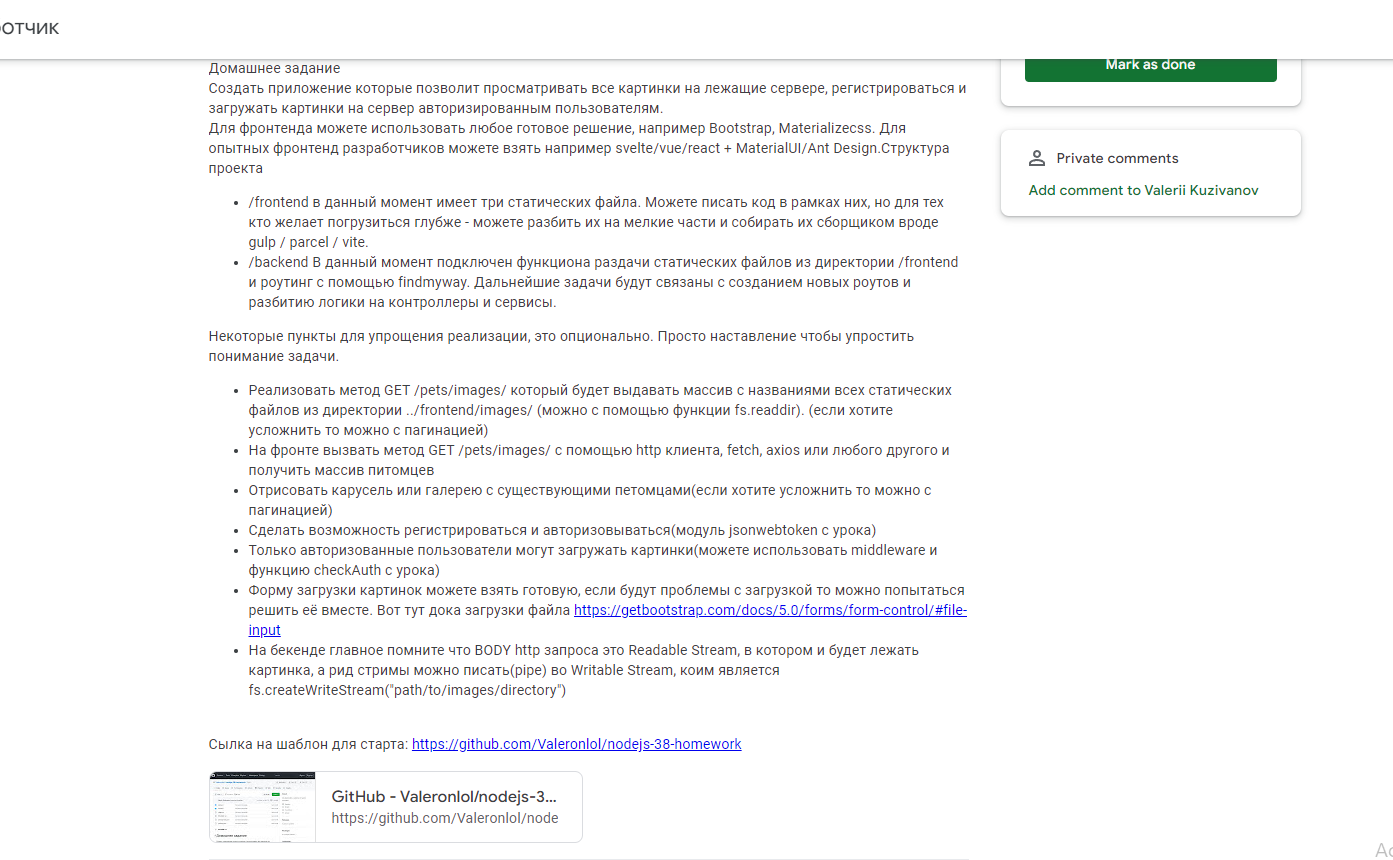 ОТЧИК
Домашнее задание
Создать приложение которые позволит просматривать все картинки на лежащие сервере, регистрироваться и
загружать картинки на сервер авторизированным пользователям.
Для фронтенда можете использовать любое готовое решение, например Bootstrap, Materializecss. Для
опытных фронтенд разработчиков можете взять например svelte/vue/react + MaterialUI/Ant Design.Структура
проекта
• /frontend в данный момент имеет три статических файла. Можете писать код в рамках них, но для тех
кто желает погрузиться глубже - можете разбить их на мелкие части и собирать их сборщиком вроде
gulp / parcel / vite.
• /backend В данный момент подключен функциона раздачи статических файлов из директории /frontend
и роутинг с помощью findmyway. Дальнейшие задачи будут связаны с созданием новых роутов и
разбитию логики на контроллеры и сервисы.
Некоторые пункты для упрощения реализации, это опционально. Просто наставление чтобы упростить
понимание задачи.
• Реализовать метод GET /pets/images/ который будет выдавать массив с названиями всех статических
файлов из директории ../frontend/images/ (можно с помощью функции fs.readdir). (если хотите
усложнить то можно с пагинацией)
• На фронте вызвать метод GET /pets/images/ с помощью http клиента, fetch, axios или любого другого и
получить массив питомцев
• Отрисовать карусель или галерею с существующими петомцами(если хотите усложнить то можно с
пагинацией)
• Сделать возможность регистрироваться и авторизовываться(модуль jsonwebtoken с урока)
• Только авторизованные пользователи могут загружать картинки(можете использовать middleware и
функцию checkAuth с урока)
• Форму загрузки картинок можете взять готовую, если будут проблемы с загрузкой то можно попытаться
решить её вместе. Вот тут дока загрузки файла https://getbootstrap.com/docs/5.0/forms/form-control/#file-
input
• На бекенде главное помните что BODY http запроса это Readable Stream, в котором и будет лежать
картинка, а рид стримы можно писать(pipe) во Writable Stream, коим является
fs.createWriteStream("path/to/images/directory")
Сылка на шаблон для старта: https://github.com/Valeronlol/nodejs-38-homework
GitHub - Valeronlol/nodejs-3...
https://github.com/Valeronlol/node
Mark as done
Private comments
Add comment to Valerii Kuzivanov